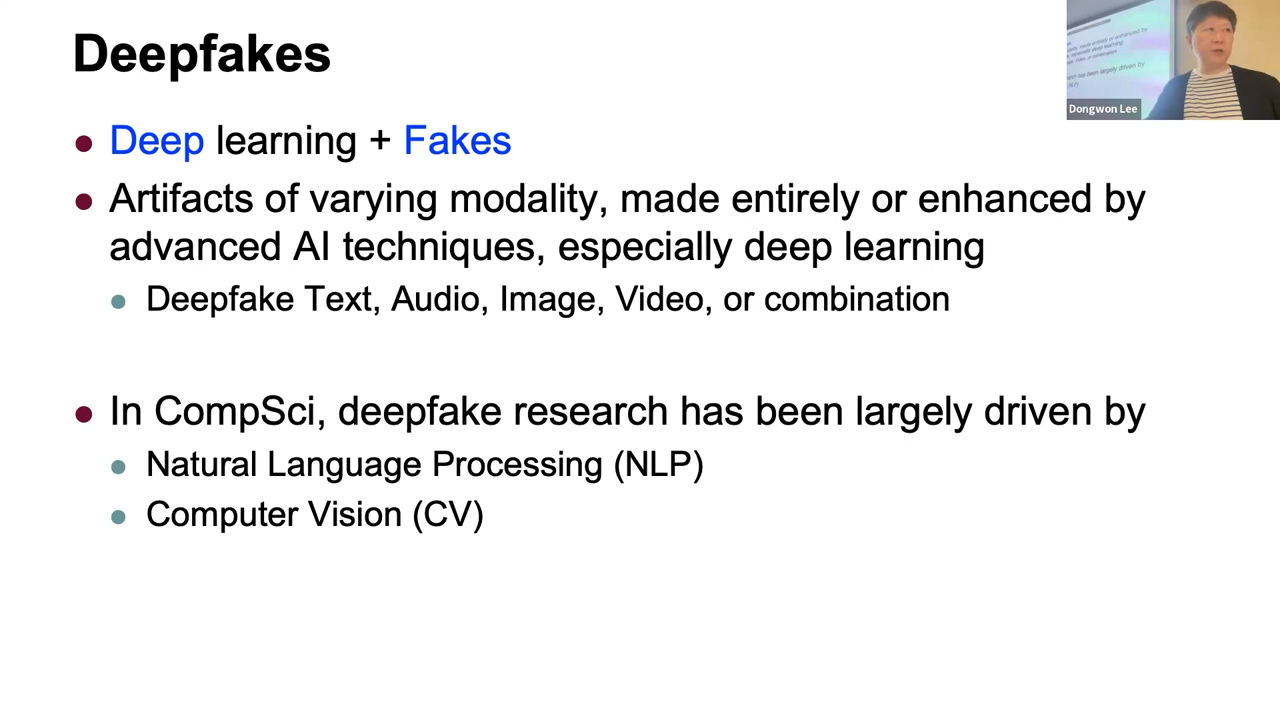 Deepfakes
Deep learning + Fakes
Artifacts of varying modality, made entirely or enhanced by
advanced AI techniques, especially deep learning
Deepfake Text, Audio, Image, Video, or combination
In CompSci, deepfake research has been largely driven by
Natural Language Processing (NLP)
Computer Vision (CV)
Dongwon Lee